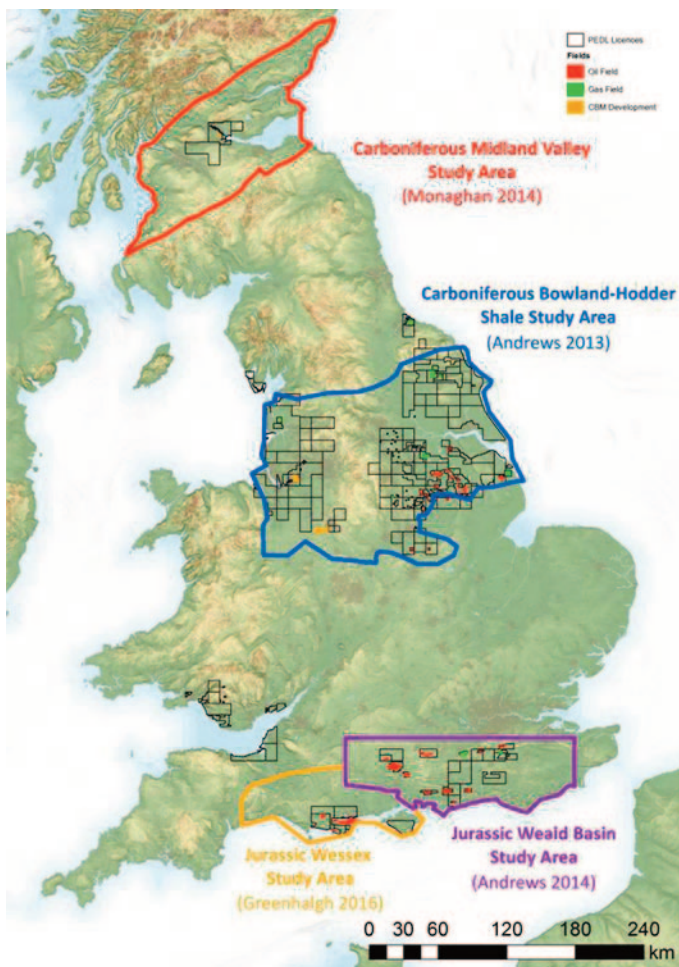 PEDL Licences
Fields
Oil Field
Gas Field
CBM Development
Carboniferous Midland Valley
Study Area
(Monaghan 2014)
Carboniferous Bowland-Hodder
Shale Study Area
(Andrews 2013)
Jurassic Weald Basin
Study Area
(Andrews 2014)
Jurassic Wessex
Study Area
(Greenhalgh 2016)
0 30 60 120 180 240
km